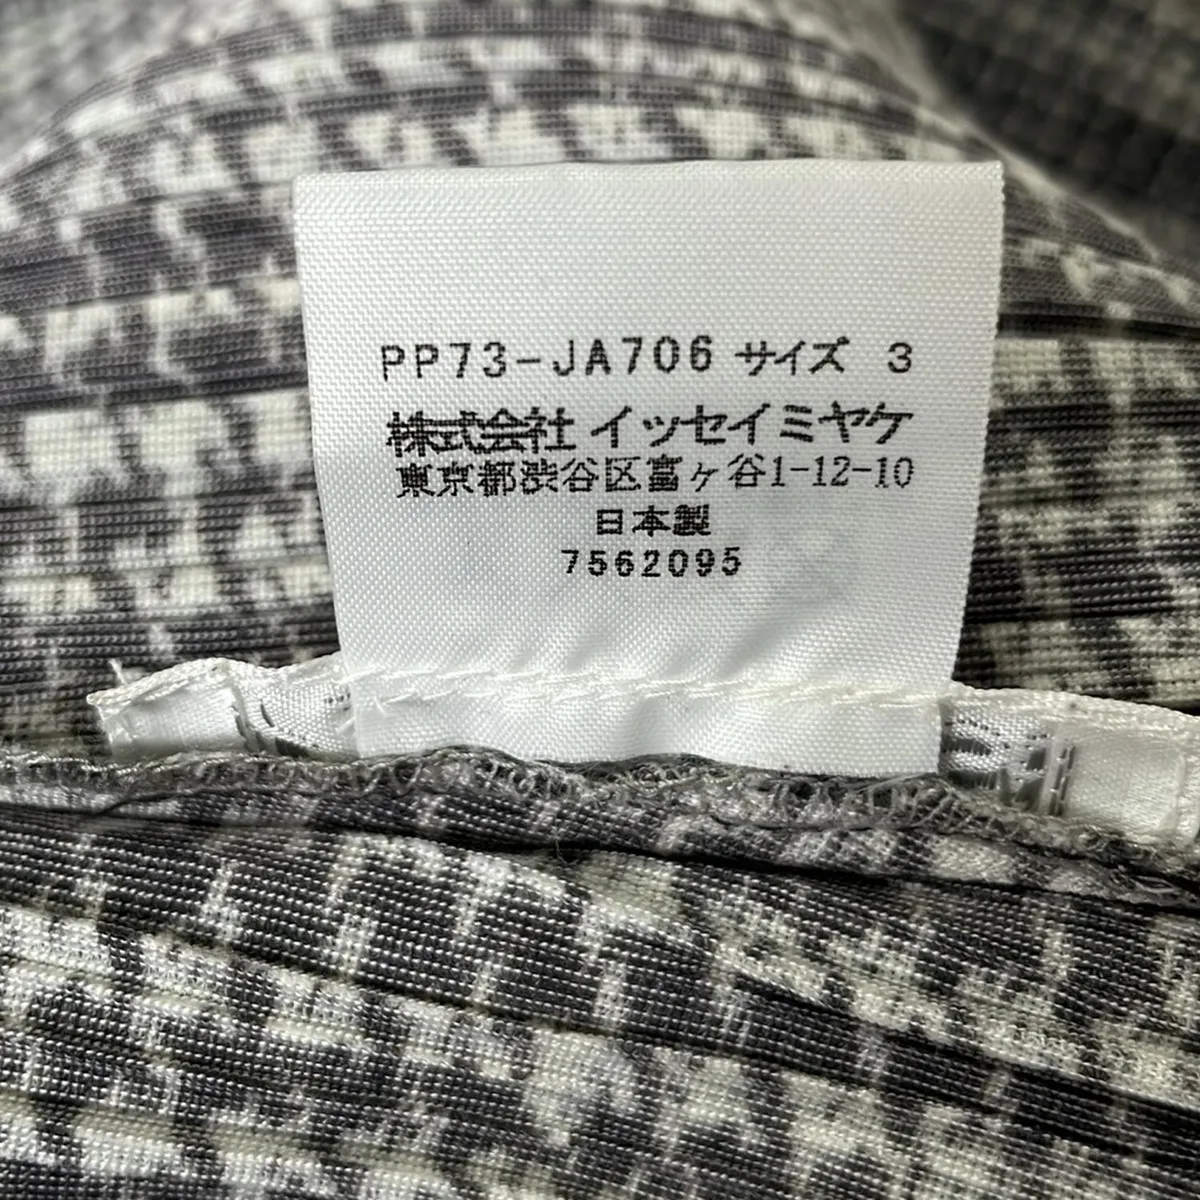 PP73-JA706 サイズ 3
株式会社 イッセイミヤケ
東京都渋谷区富ヶ谷1-12-10
日本製
7562095